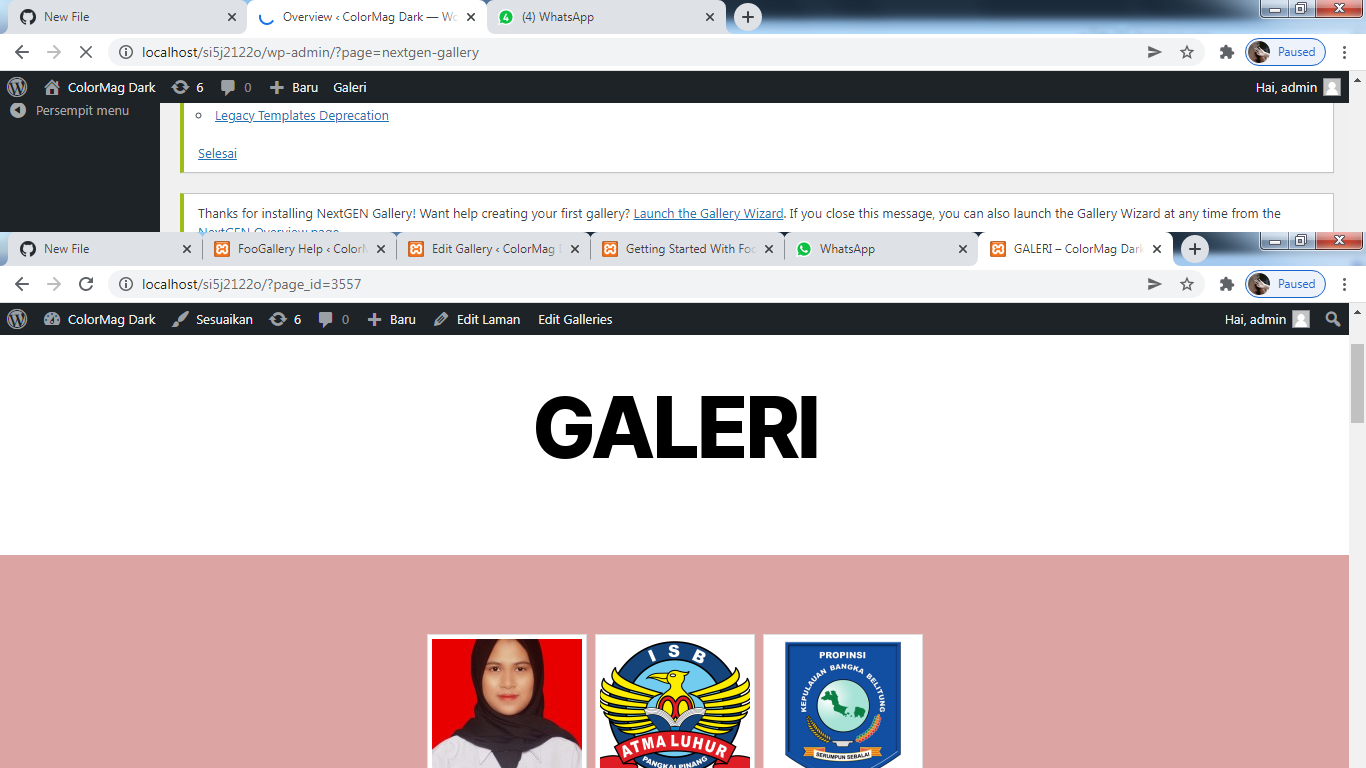 New File
Overview ‹ ColorMag Dark — Wo
(4) WhatsApp
localhost/si5j2122o/wp-admin/?page=nextgen-gallery
Paused
ColorMag Dark
6
0
Baru
Galeri
Hai, admin
Persempit menu
Legacy Templates Deprecation
Selesai
Thanks for installing NextGEN Gallery! Want help creating your first gallery? Launch the Gallery Wizard. If you close this message, you can also launch the Gallery Wizard at any time from the
NextGEN Overview page
New File
FooGallery Help ‹ ColorM
Edit Gallery ‹ ColorMag D
Getting Started With Foo
WhatsApp
GALERI – ColorMag Dark
localhost/si5j2122o/?page_id=3557
Paused
ColorMag Dark
Sesuaikan
6
0
Baru
Edit Laman
Edit Galleries
Hai, admin
GALERI
ISB
ATMA LUHUR
PANGKALPINANG
PROPINSI
KEPULAUAN BANGKA BELITUNG
SERUMPUN SEBALAI